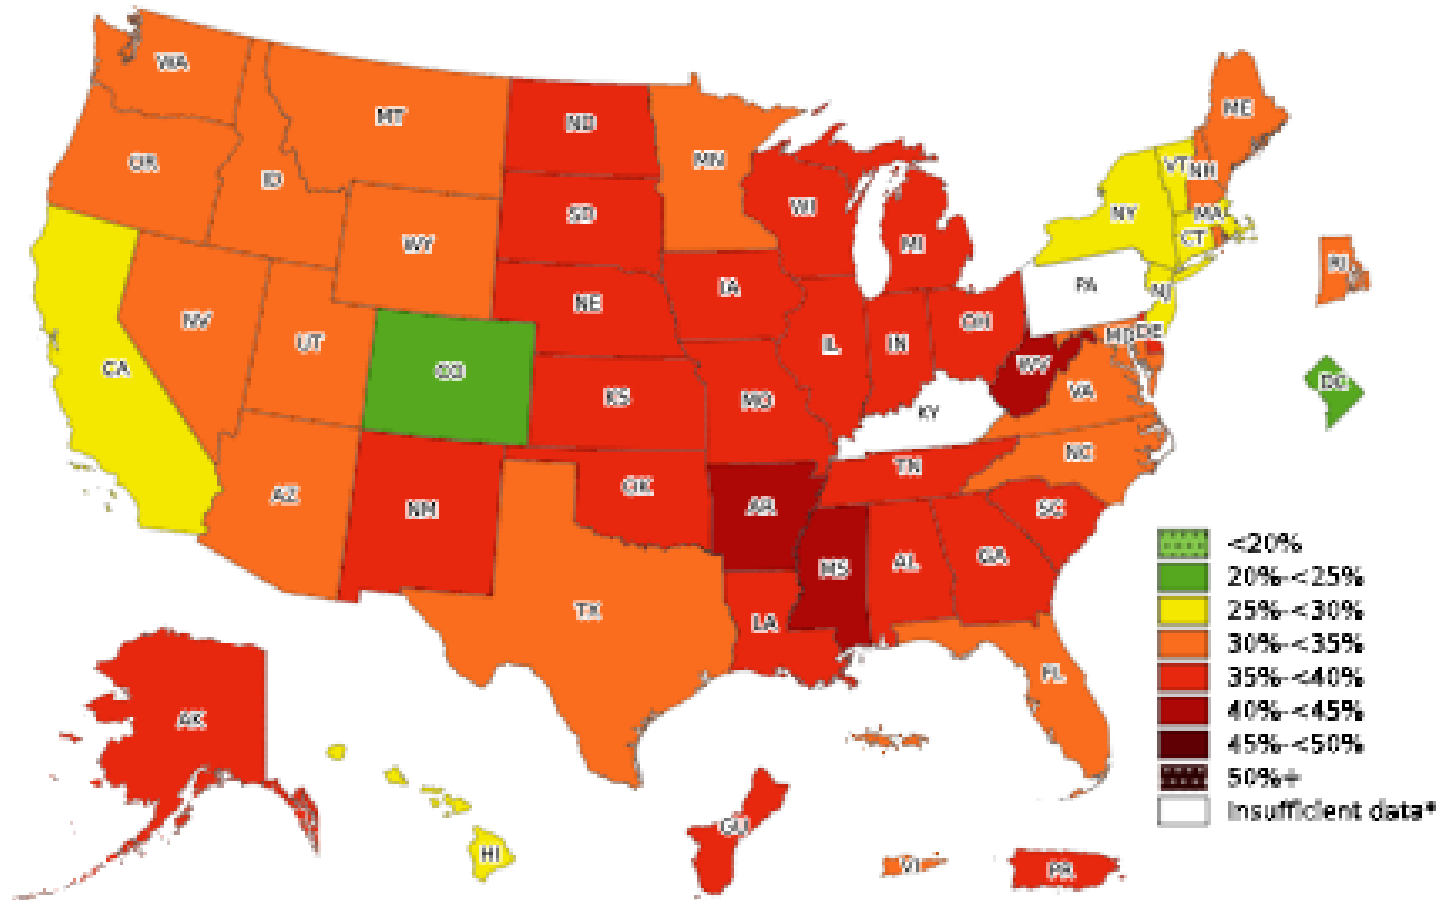 WA
MT
ND
MN
ME
OR
ID
SD
WI
VT
NH
NY
MA
WY
CT
MI
RI
NE
IA
PA
NJ
NV
UT
CO
IL
IN
OH
MD
DE
CA
WV
DC
KS
MO
VA
KY
NC
AZ
NM
OK
TN
AR
SC
MS
AL
GA
TX
LA
FL
AK
HI
GU
VI
PR
<20%
20%-<25%
25%-<30%
30%-<35%
35%-<40%
40%-<45%
45%-<50%
50%+
Insufficient data*